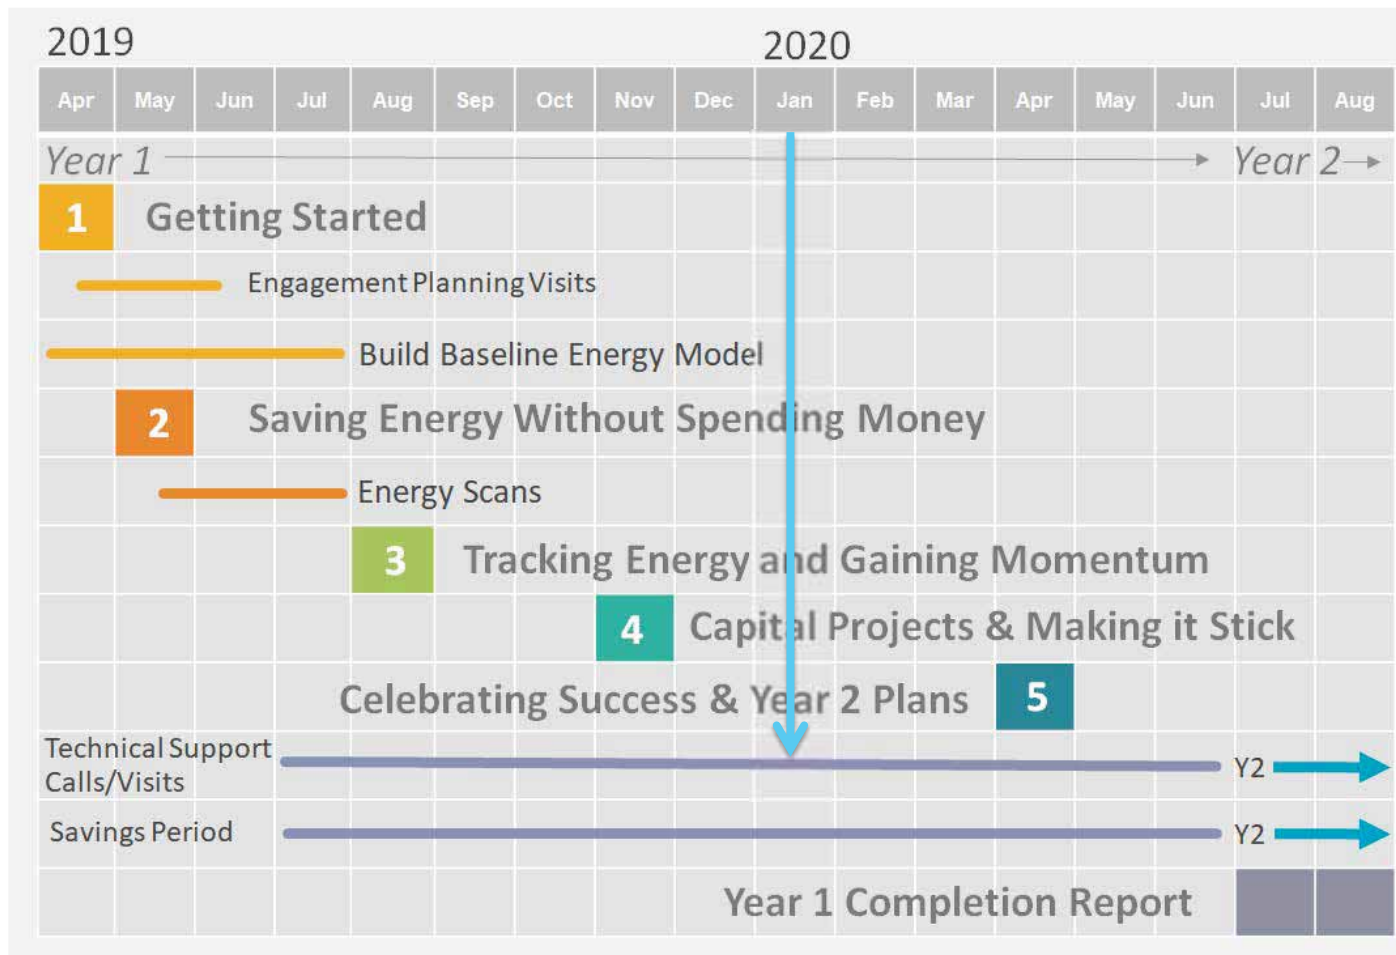 2019 2020
Apr May Jun Jul Aug Sep Oct Nov Dec Jan Feb Mar Apr May Jun Jul Aug
Year 1 Year 2
1 Getting Started
Engagement Planning Visits
Build Baseline Energy Model
2 Saving Energy Without Spending Money
Energy Scans
3 Tracking Energy and Gaining Momentum
4 Capital Projects & Making it Stick
Celebrating Success & Year 2 Plans 5
Technical Support
Calls/Visits Y2
Savings Period Y2
Year 1 Completion Report